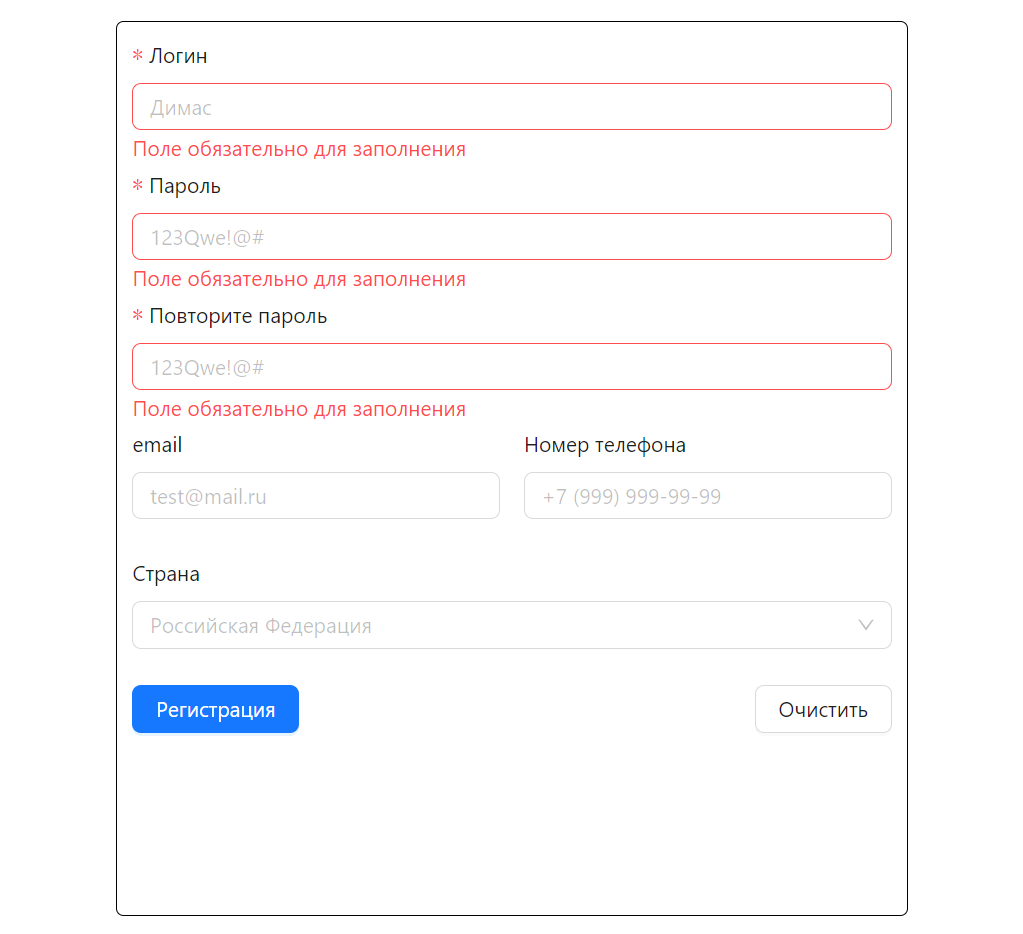 * Логин
Димас
Поле обязательно для заполнения
* Пароль
123Qwe!@#
Поле обязательно для заполнения
* Повторите пароль
123Qwe!@#
Поле обязательно для заполнения
email
Номер телефона
test@mail.ru
+7 (999) 999-99-99
Страна
Российская Федерация
Регистрация
Очистить